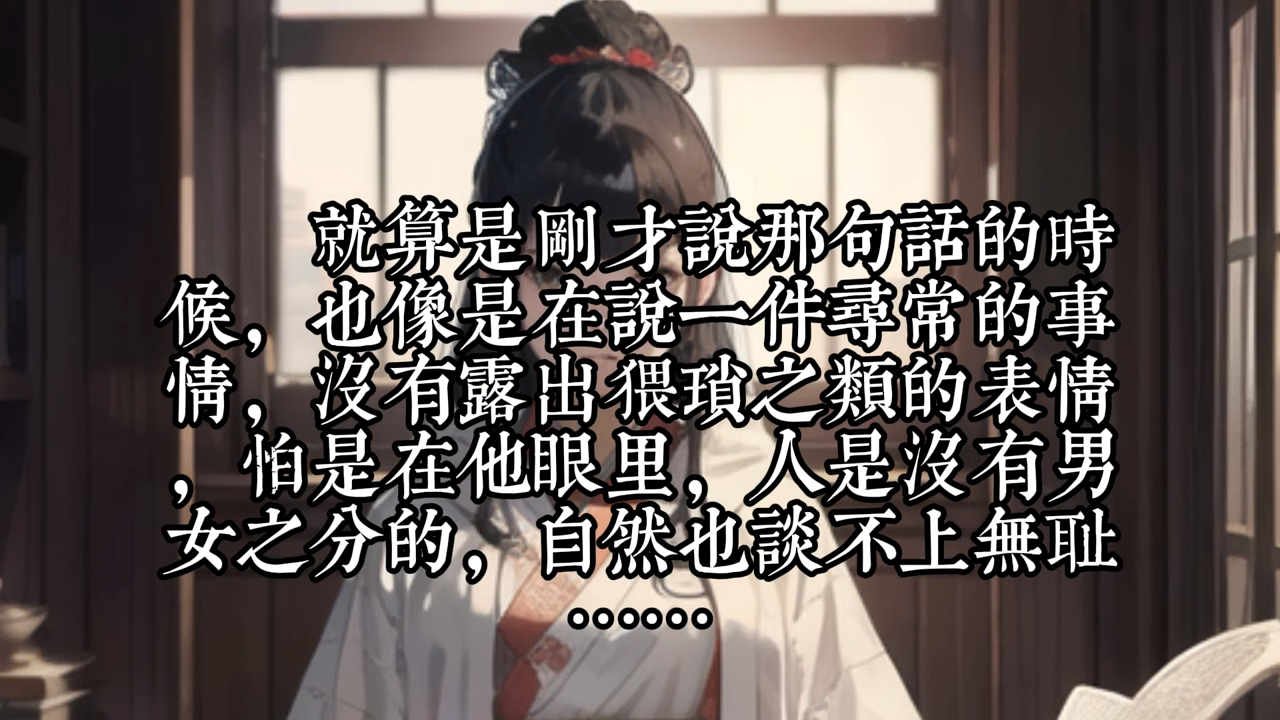 就算是剛才說那句話的時
候，也像是在說一件尋常的事
情，沒有露出猥瑣之類的表情
，怕是在他眼里，人是沒有男
女之分的，自然也談不上無耻
……